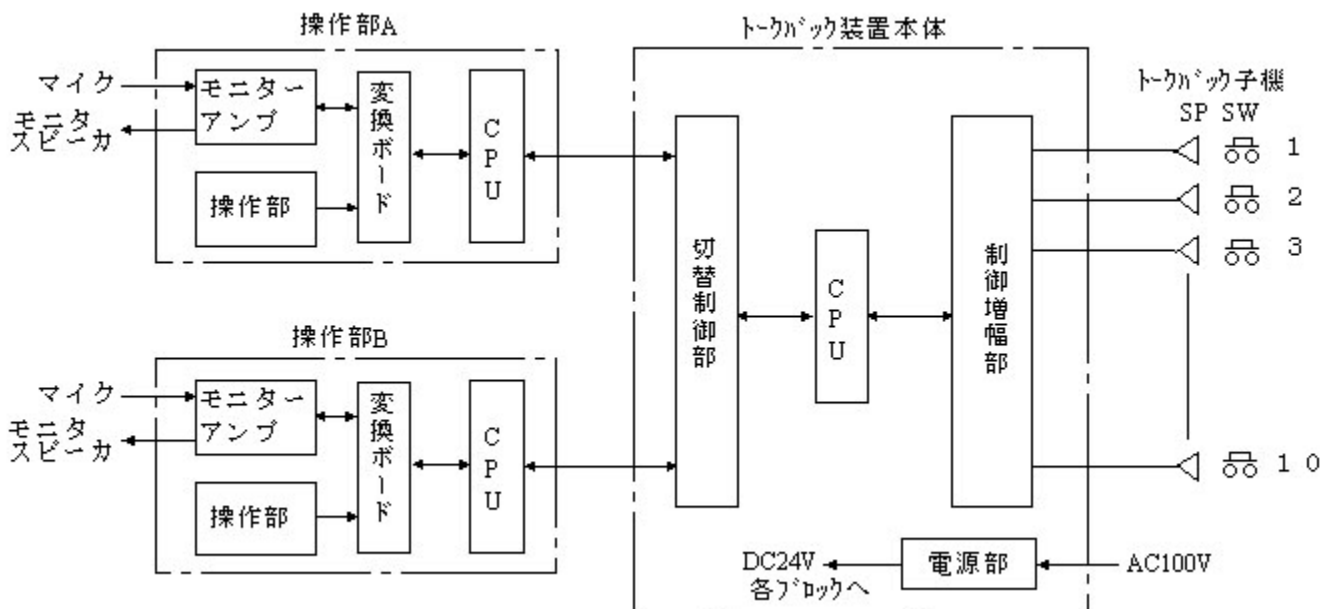 操作部A
マイク
モニタ
スピーカ
モニター
アンプ
操作部
変換ボード
CPU
操作部B
マイク
モニタ
スピーカ
モニター
アンプ
操作部
変換ボード
CPU
ﾄｰｸﾊﾞｯｸ装置本体
切替制御部
CPU
制御増幅部
電源部
DC24V
各ﾌﾞﾛｯｸへ
AC100V
ﾄｰｸﾊﾞｯｸ子機
SP SW
1
2
3
10